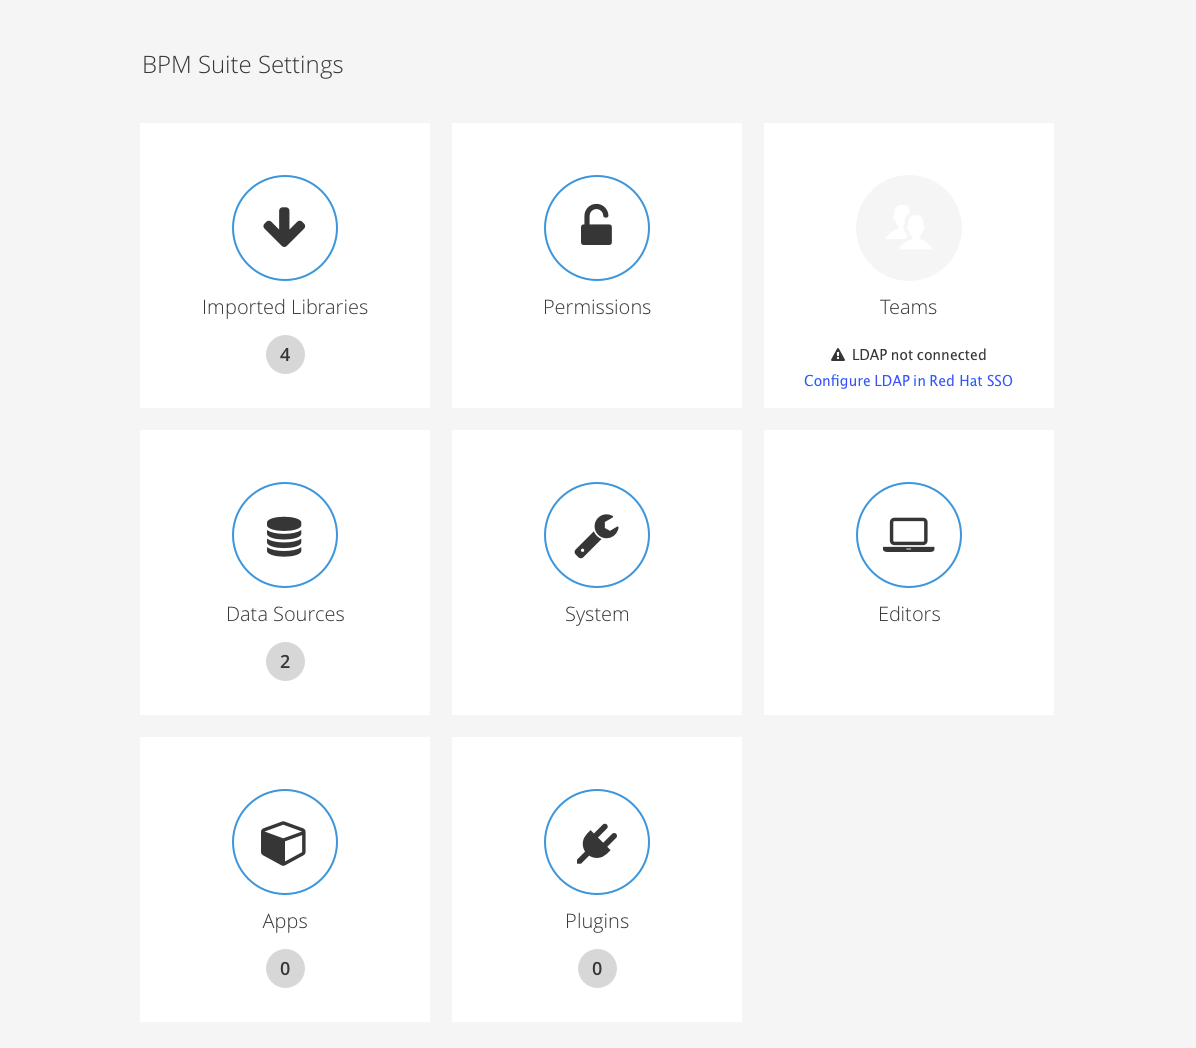 BPM Suite Settings
Imported Libraries
4
Permissions
Teams
LDAP not connected
Configure LDAP in Red Hat SSO
Data Sources
2
System
Editors
Apps
0
Plugins
0